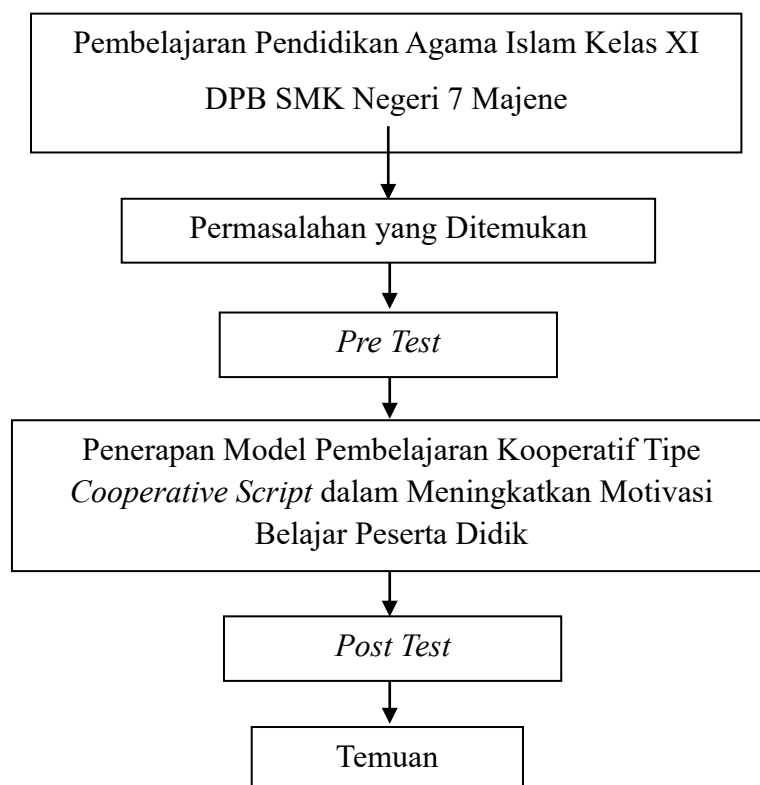 Pembelajaran Pendidikan Agama Islam Kelas XI
DPB SMK Negeri 7 Majene
Permasalahan yang Ditemukan
Pre Test
Penerapan Model Pembelajaran Kooperatif Tipe
Cooperative Script dalam Meningkatkan Motivasi
Belajar Peserta Didik
Post Test
Temuan